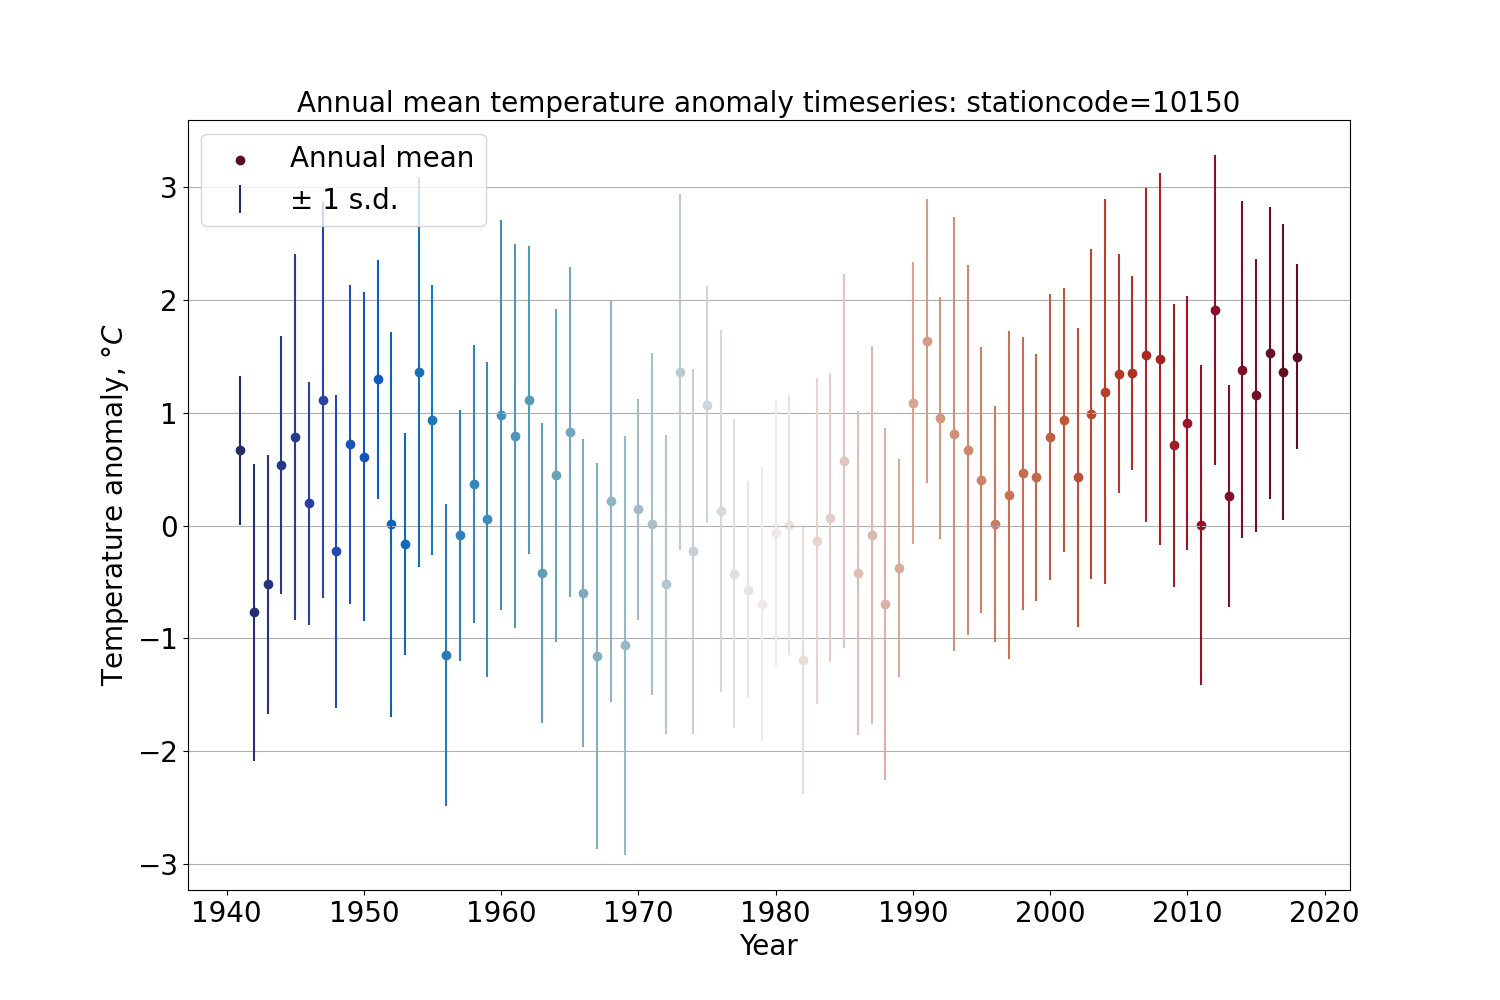 Annual mean temperature anomaly timeseries: stationcode=10150
Annual mean
± 1 s.d.
Temperature anomaly, °C
3
2
1
0
−1
−2
−3
1940 1950 1960 1970 1980 1990 2000 2010 2020
Year